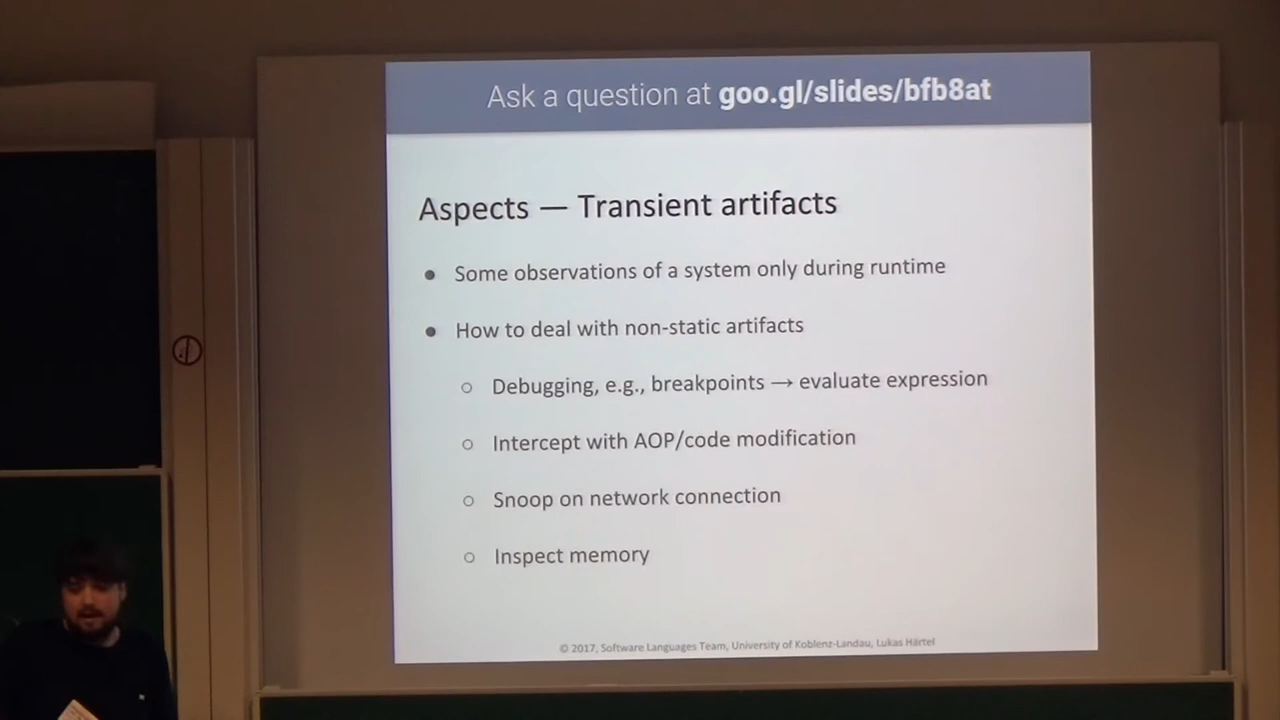 Ask a question at goo.gl/slides/bfb8at
Aspects — Transient artifacts
● Some observations of a system only during runtime
● How to deal with non-static artifacts
○ Debugging, e.g., breakpoints → evaluate expression
○ Intercept with AOP/code modification
○ Snoop on network connection
○ Inspect memory
© 2017, Software Languages Team, University of Koblenz-Landau, Lukas Härtel